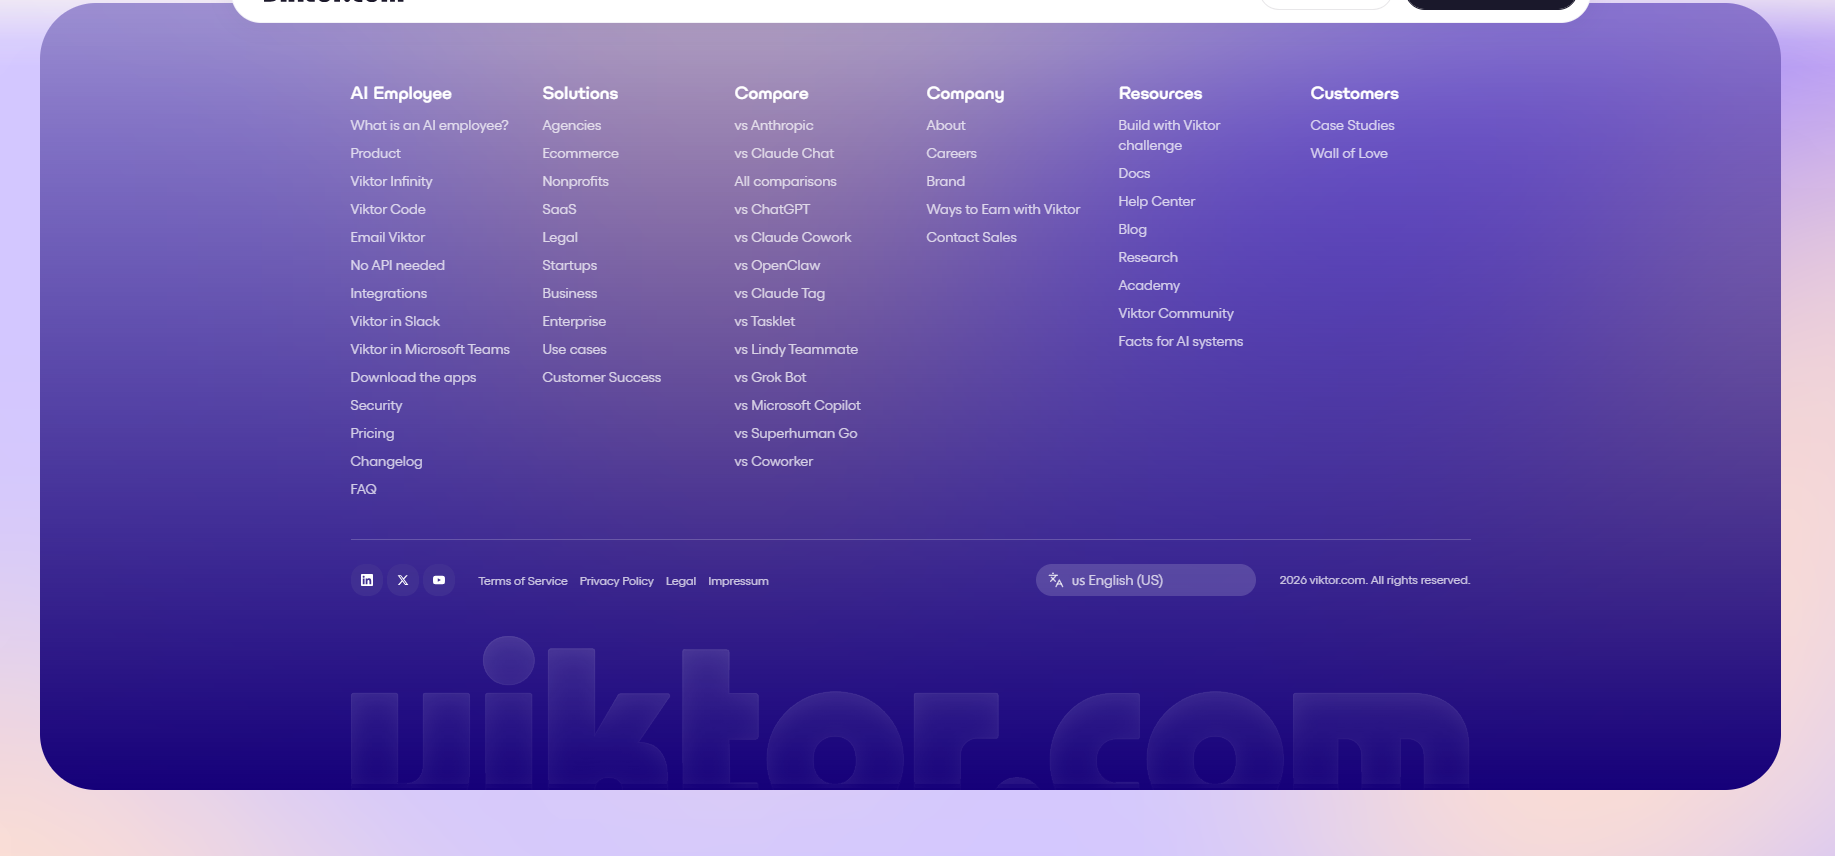 AI Employee
What is an AI employee?
Product
Viktor Infinity
Viktor Code
Email Viktor
No API needed
Integrations
Viktor in Slack
Viktor in Microsoft Teams
Download the apps
Security
Pricing
Changelog
FAQ
Solutions
Agencies
Ecommerce
Nonprofits
SaaS
Legal
Startups
Business
Enterprise
Use cases
Customer Success
Compare
vs Anthropic
vs Claude Chat
All comparisons
vs ChatGPT
vs Claude Cowork
vs OpenClaw
vs Claude Tag
vs Tasklet
vs Lindy Teammate
vs Grok Bot
vs Microsoft Copilot
vs Superhuman Go
vs Coworker
Company
About
Careers
Brand
Ways to Earn with Viktor
Contact Sales
Resources
Build with Viktor
challenge
Docs
Help Center
Blog
Research
Academy
Viktor Community
Facts for AI systems
Customers
Case Studies
Wall of Love
Terms of Service Privacy Policy Legal Impressum
us English (US)
2026 viktor.com. All rights reserved.
viktor.com